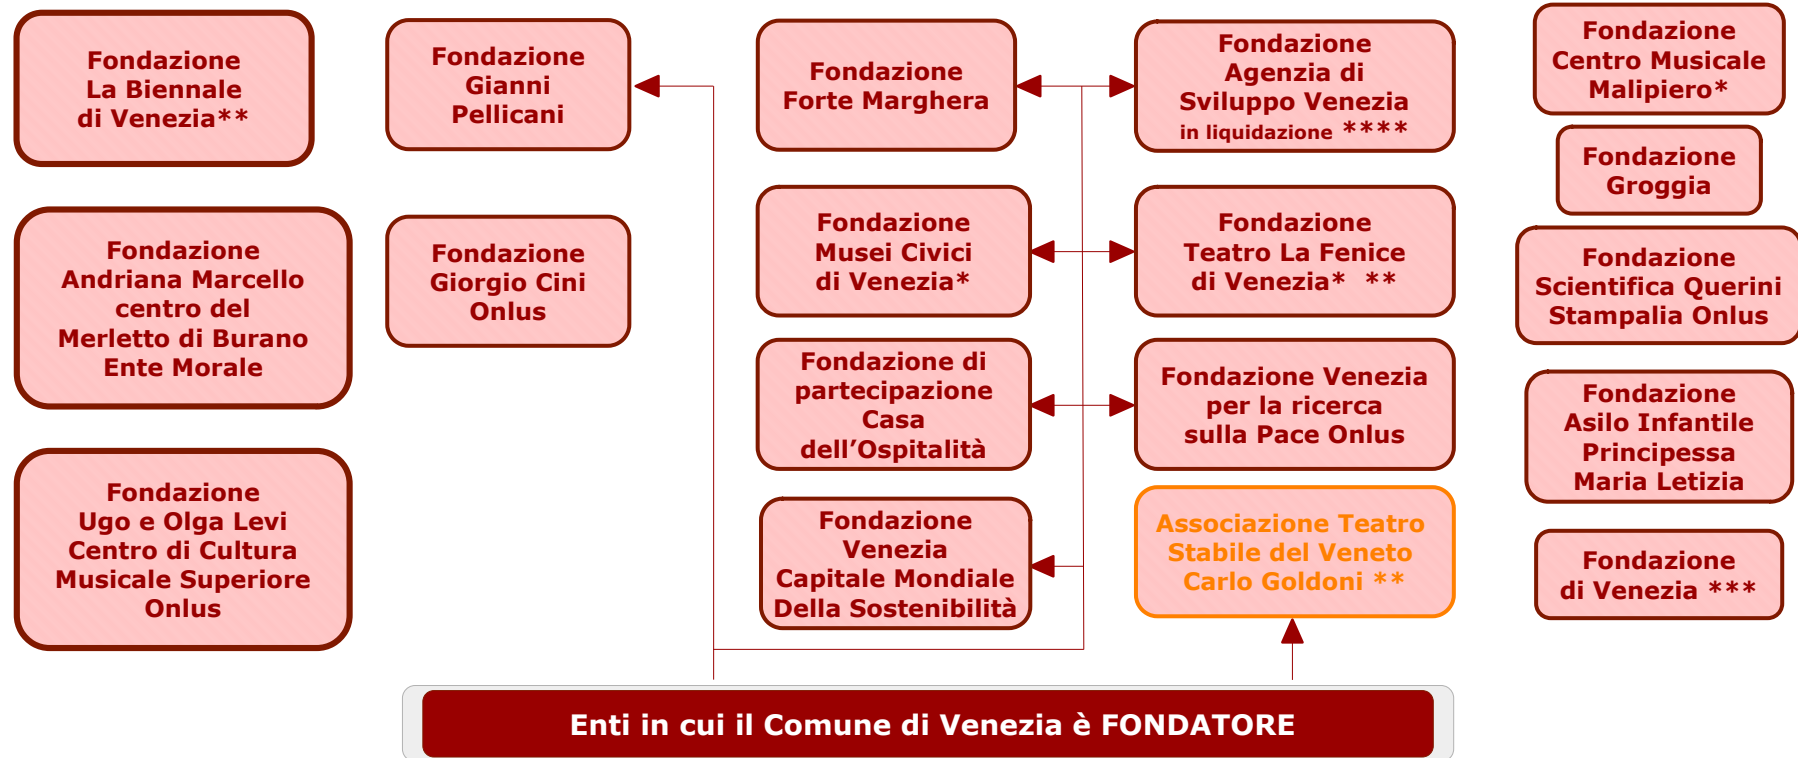 Fondazione
La Biennale
di Venezia**
Fondazione
Andriana Marcello
centro del
Merletto di Burano
Ente Morale
Fondazione
Ugo e Olga Levi
Centro di Cultura
Musicale Superiore
Onlus
Fondazione
Gianni
Pellicani
Fondazione
Giorgio Cini
Onlus
Fondazione
Forte Marghera
Fondazione
Musei Civici
di Venezia*
Fondazione di
partecipazione
Casa
dell’Ospitalità
Fondazione
Venezia
Capitale Mondiale
Della Sostenibilità
Fondazione
Agenzia di
Sviluppo Venezia
in liquidazione ****
Fondazione
Teatro La Fenice
di Venezia* **
Fondazione Venezia
per la ricerca
sulla Pace Onlus
Associazione Teatro
Stabile del Veneto
Carlo Goldoni **
Fondazione
Centro Musicale
Malipiero*
Fondazione
Groggia
Fondazione
Scientifica Querini
Stampalia Onlus
Fondazione
Asilo Infantile
Principessa
Maria Letizia
Fondazione
di Venezia ***
Enti in cui il Comune di Venezia è FONDATORE